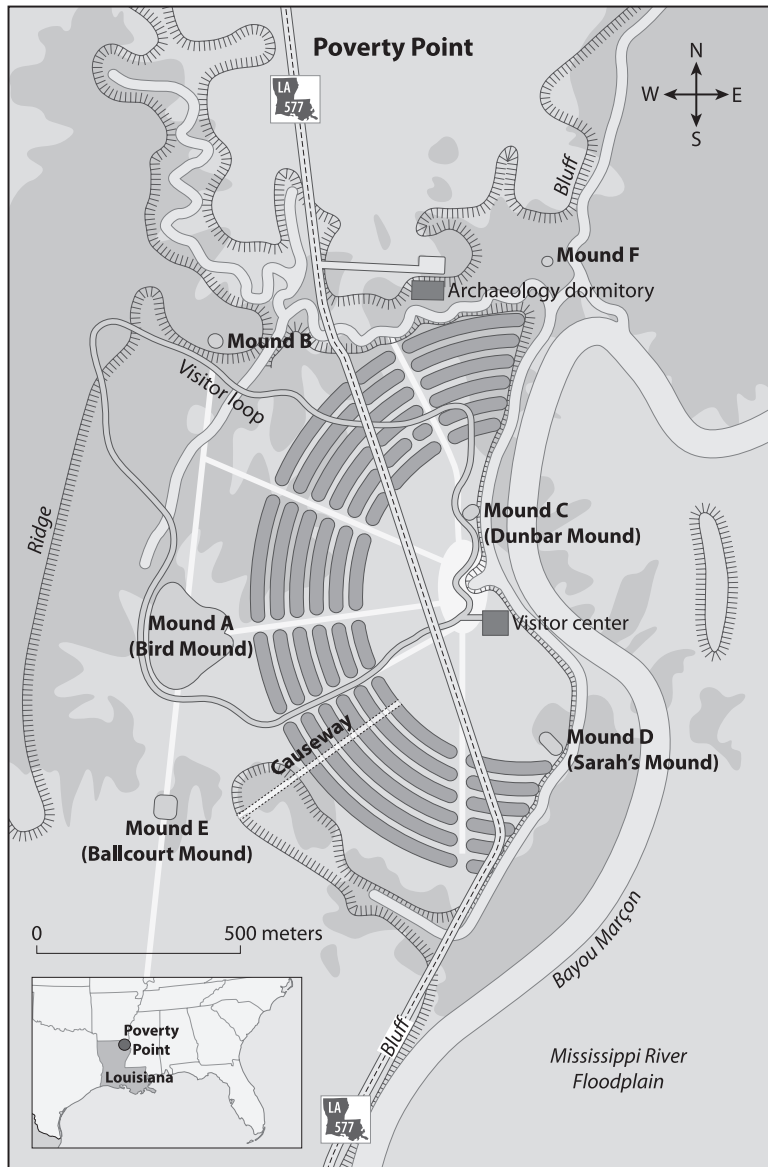 Poverty Point
LA
577
N
W
E
S
Bluff
Mound F
Archaeology dormitory
Mound B
Visitor loop
Ridge
Mound C
(Dunbar Mound)
Mound A
(Bird Mound)
Visitor center
Causeway
Mound D
(Sarah's Mound)
Mound E
(Ballcourt Mound)
0
500 meters
Bayou Marçon
Poverty
Point
Louisiana
Bluff
Mississippi River
Floodplain
LA
577